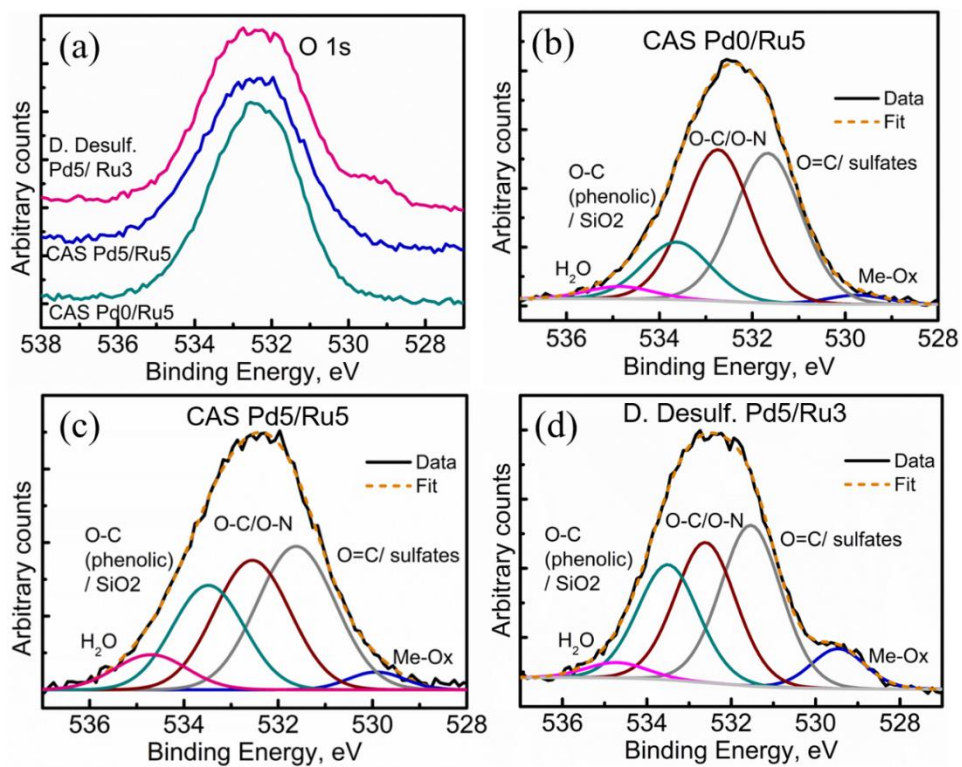 (a)
O 1s
D. Desulf.
Pd5/ Ru3
CAS Pd5/Ru5
CAS Pd0/Ru5
Arbitrary counts
538 536 534 532 530 528
Binding Energy, eV
(b)
CAS Pd0/Ru5
Data
Fit
O-C/O-N
O=C/ sulfates
O-C
(phenolic)
/ SiO2
H2O
Me-Ox
Arbitrary counts
536 534 532 530 528
Binding Energy, eV
(c)
CAS Pd5/Ru5
Data
Fit
O-C/O-N
O-C
(phenolic)
/ SiO2
O=C/ sulfates
H2O
Me-Ox
Arbitrary counts
536 534 532 530 528
Binding Energy, eV
(d)
D. Desulf. Pd5/Ru3
Data
Fit
O-C/O-N
O-C
(phenolic)
/ SiO2
O=C/ sulfates
H2O
Me-Ox
Arbitrary counts
536 534 532 530 528
Binding Energy, eV